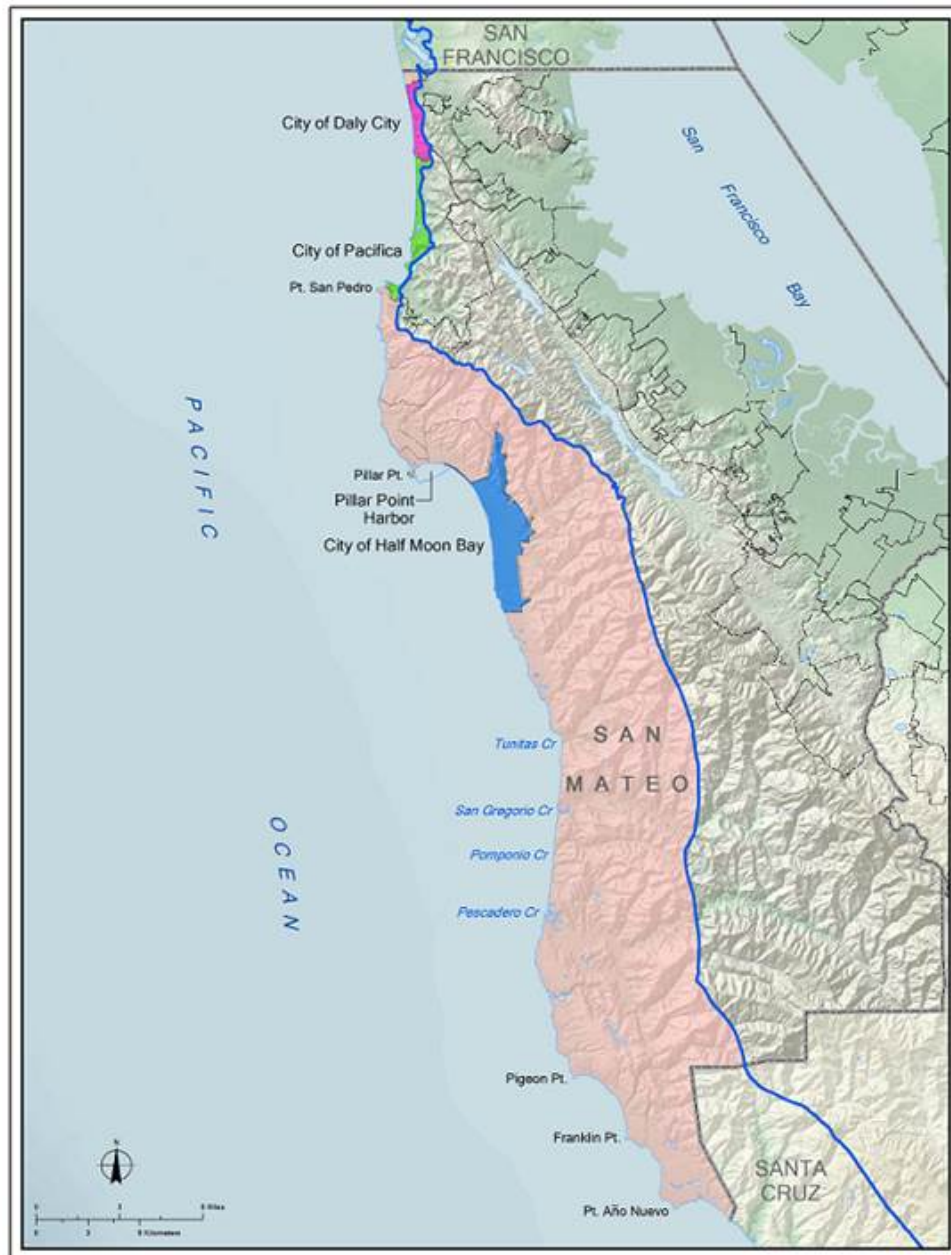 SAN
FRANCISCO
City of Daly City
San
Francisco
Bay
City of Pacifica
Pt. San Pedro
PACIFIC
Pillar Pt.
Pillar Point
Harbor
City of Half Moon Bay
SAN
MATEO
Tunitas Cr
San Gregorio Cr
Pomponio Cr
OCEAN
Pescadero Cr
Pigeon Pt.
Franklin Pt.
N
SANTA
CRUZ
Pt. Año Nuevo